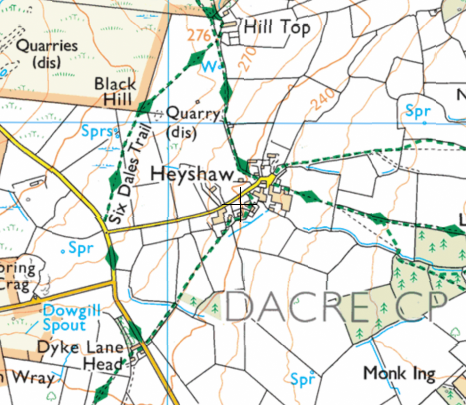 Hill Top
276
270
Quarries
(dis)
W
Black
Hill
240
Quarry
(dis)
Spr
Sprs
Six Dales Trail
Heyshaw
Spr
oring
Crag
DACRE CP
Dowgill
Spout
Dyke Lane
Head
Wray
Spr
Monk Ing